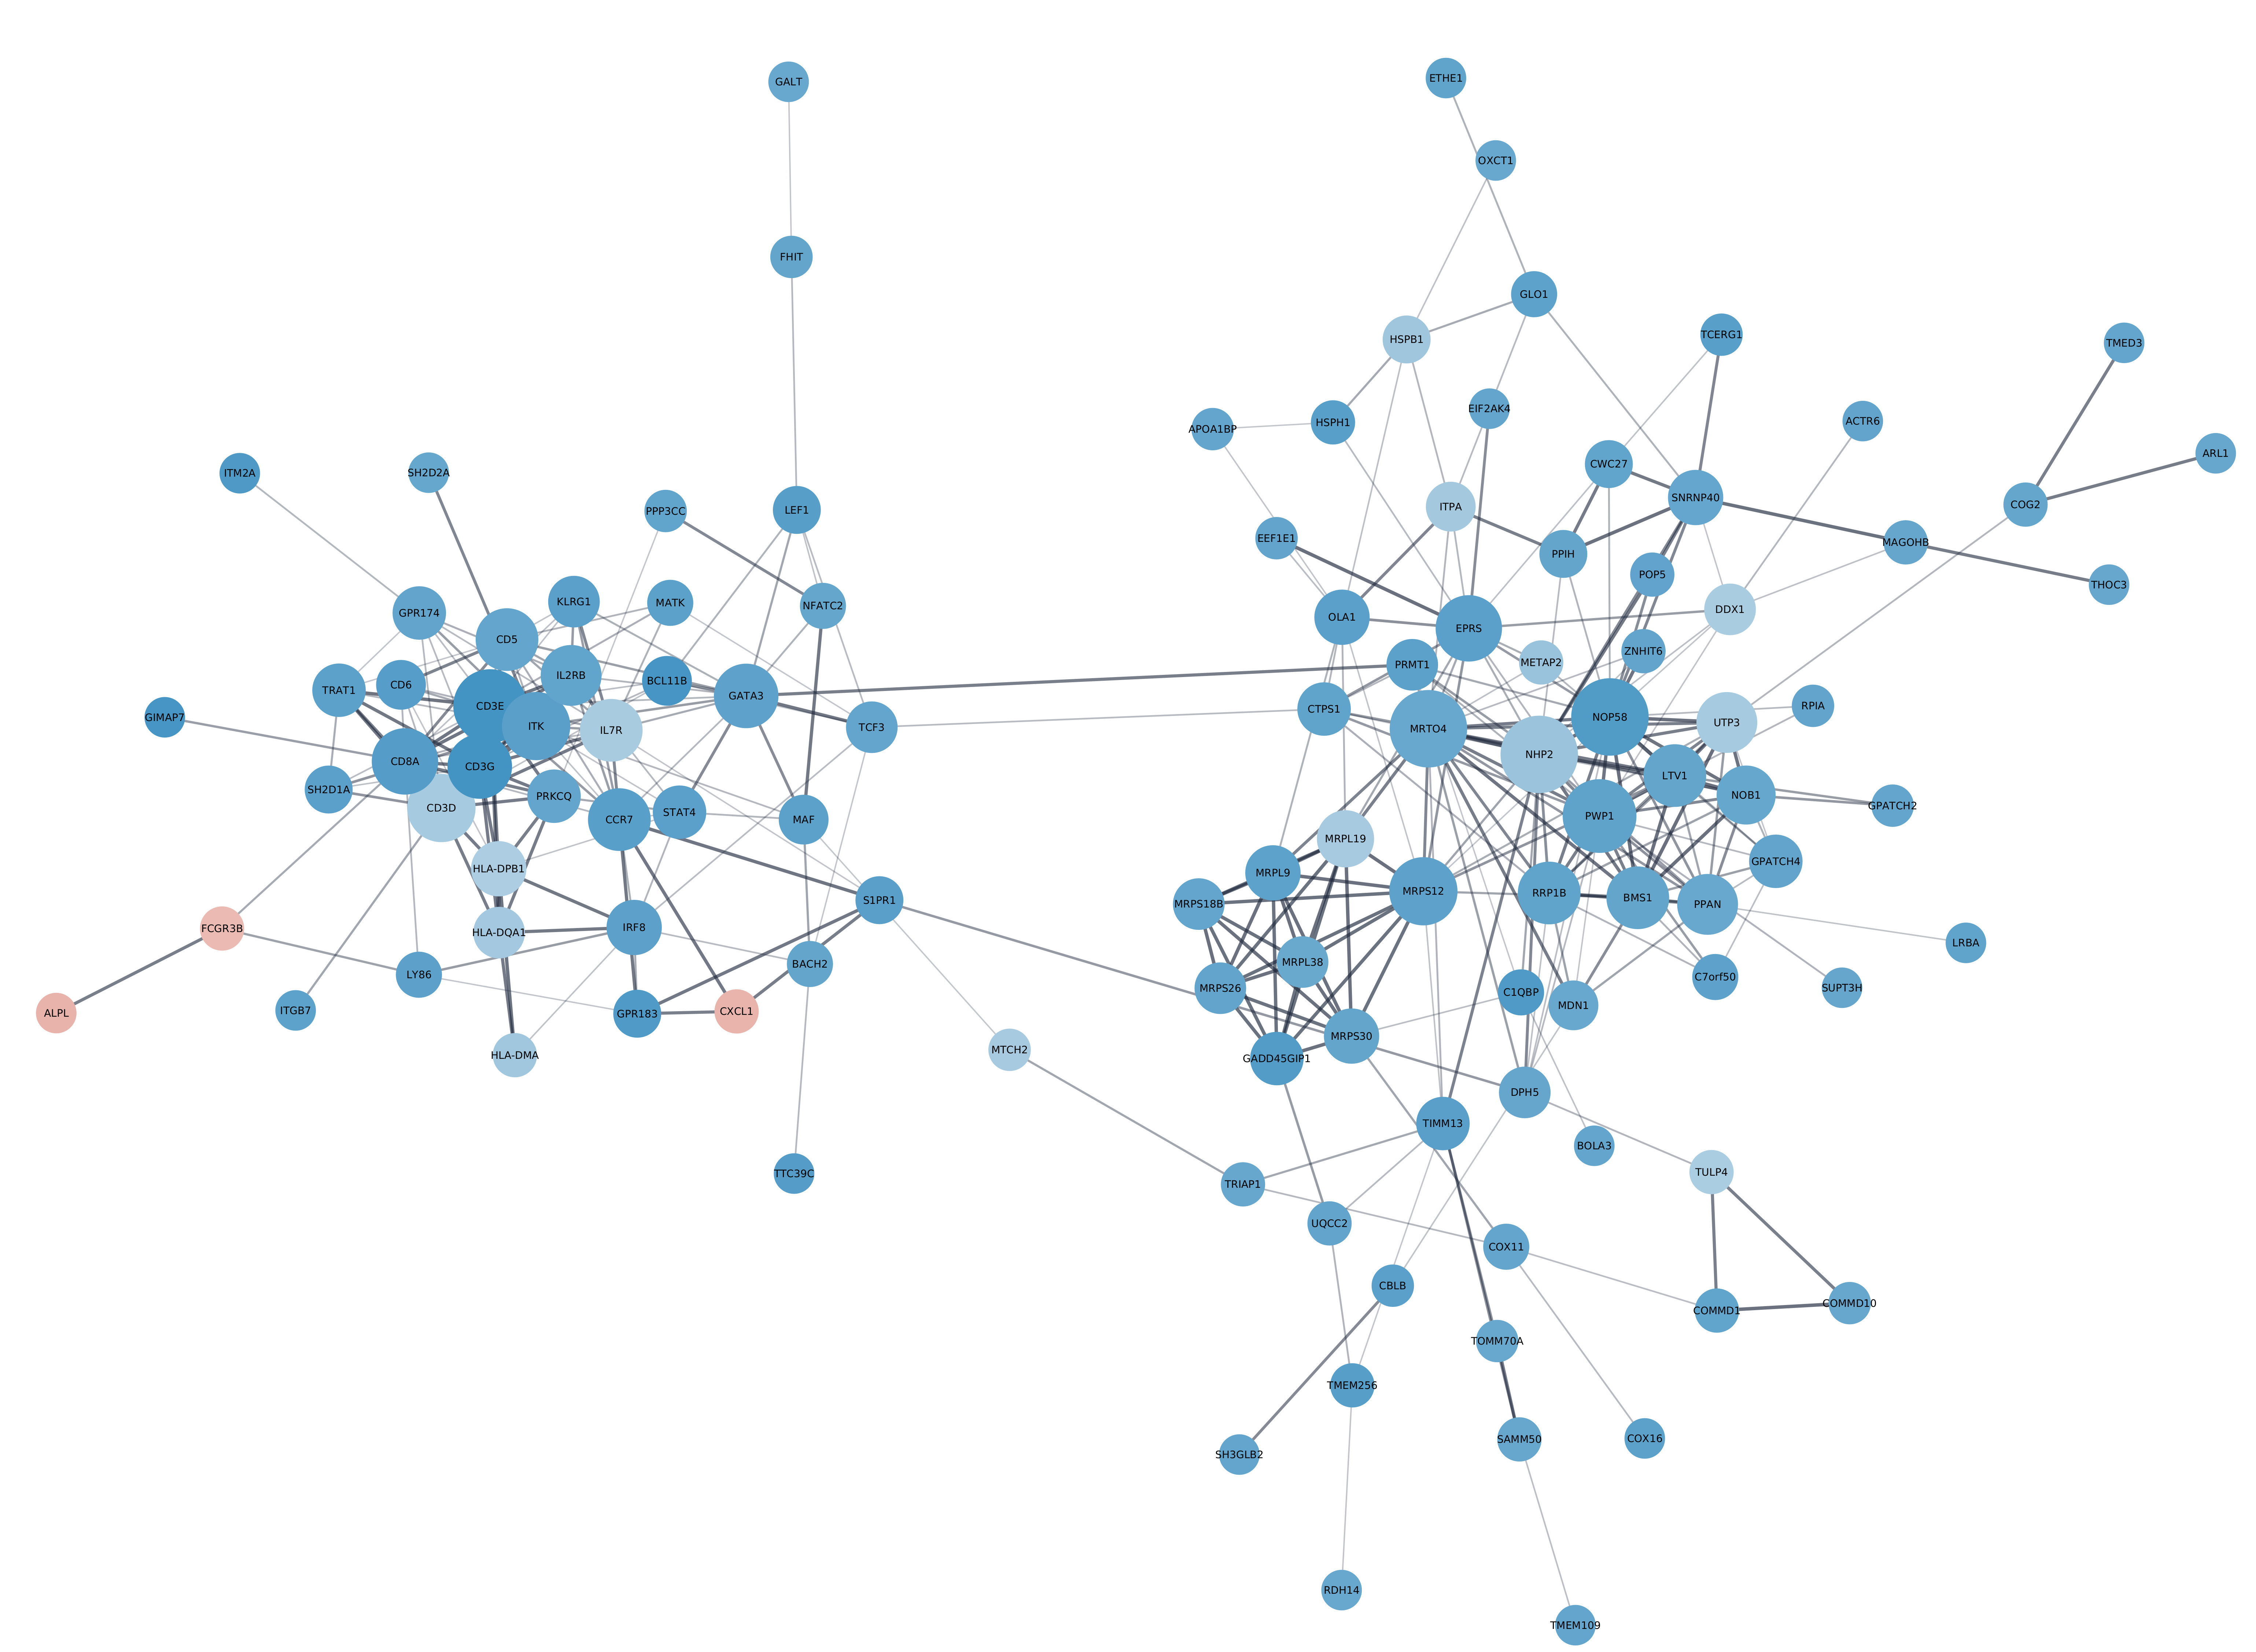 ETHE1
GALT
OXCT1
FHIT
GLO1
TCERG1
HSPB1
TMED3
EIF2AK4
HSPH1
ACTR6
APOA1BP
ARL1
CWC27
ITM2A
SH2D2A
SNRNP40
COG2
ITPA
LEF1
PPP3CC
EEF1E1
MAGOHB
PPIH
POP5
THOC3
KLRG1
MATK
NFATC2
DDX1
GPR174
OLA1
EPRS
CD5
ZNHIT6
METAP2
PRMT1
IL2RB
BCL11B
CD6
TRAT1
GATA3
CD3E
RPIA
CTPS1
GIMAP7
NOP58
UTP3
ITK
TCF3
MRTO4
IL7R
NHP2
CD8A
CD3G
LTV1
SH2D1A
PRKCQ
NOB1
GPATCH2
CD3D
STAT4
PWP1
CCR7
MAF
MRPL19
GPATCH4
HLA-DPB1
MRPL9
MRPS12
RRP1B
BMS1
S1PR1
MRPS18B
PPAN
FCGR3B
IRF8
HLA-DQA1
LRBA
MRPL38
BACH2
LY86
C7orf50
MRPS26
SUPT3H
C1QBP
MDN1
ITGB7
CXCL1
ALPL
GPR183
MRPS30
MTCH2
HLA-DMA
GADD45GIP1
DPH5
TIMM13
BOLA3
TULP4
TTC39C
TRIAP1
UQCC2
COX11
CBLB
COMMD10
COMMD1
TOMM70A
TMEM256
COX16
SAMM50
SH3GLB2
RDH14
TMEM109